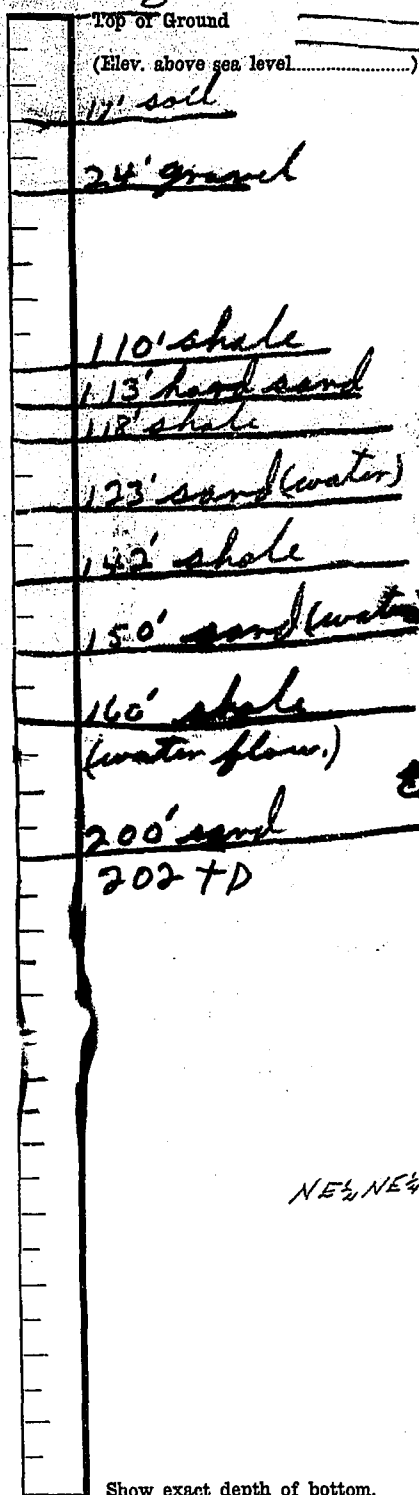 Top of Ground
(Elev. above sea level....................)
17' soil
24' gravel
110' shale
113' hard sand
118' shale
123' sand (water)
142' shale
150' sand (water
160' shale
(water flow.)
200' sand
202 TD
NE½ NE¼
Show exact depth of bottom.